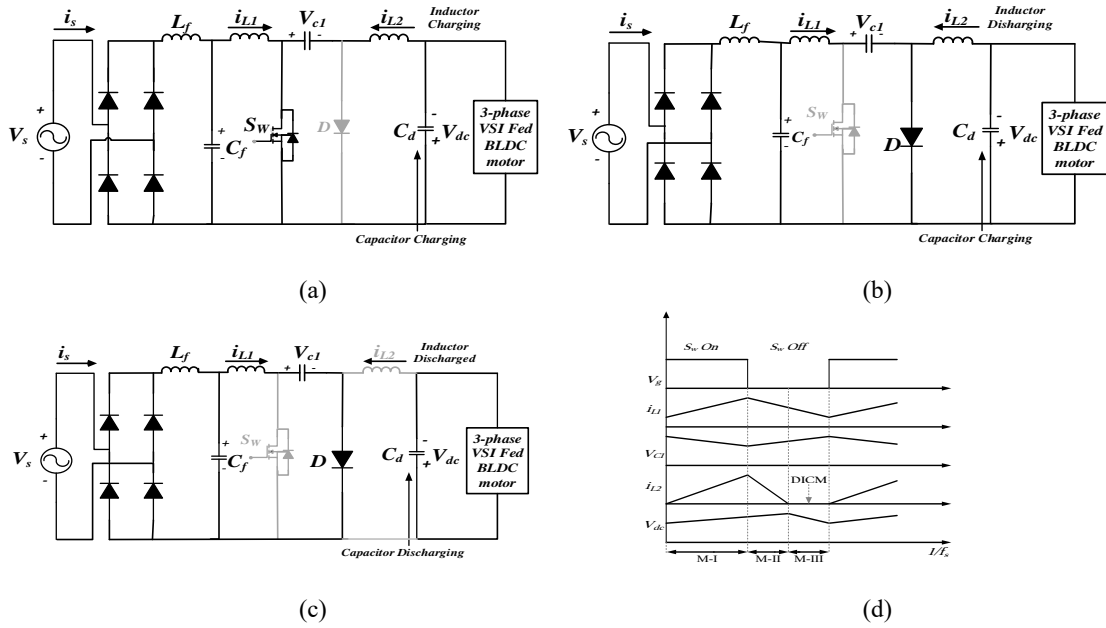 i_s
L_f
i_L1
V_c1
i_L2
Inductor Charging
+ -
+
V_s
-
S_W
D
+
C_f
-
-
C_d
V_dc
+
3-phase VSI Fed BLDC motor
Capacitor Charging
(a)
i_s
L_f
i_L1
V_c1
i_L2
Inductor Disharging
+ -
+
V_s
-
S_W
D
+
C_f
-
-
C_d
V_dc
+
3-phase VSI Fed BLDC motor
Capacitor Charging
(b)
i_s
L_f
i_L1
V_c1
i_L2
Inductor Discharged
+ -
+
V_s
-
S_W
D
+
C_f
-
-
C_d
V_dc
+
3-phase VSI Fed BLDC motor
Capacitor Discharging
(c)
S_w On
S_w Off
V_g
i_L1
V_C1
i_L2
DICM
V_dc
1/f_s
M-I
M-II
M-III
(d)